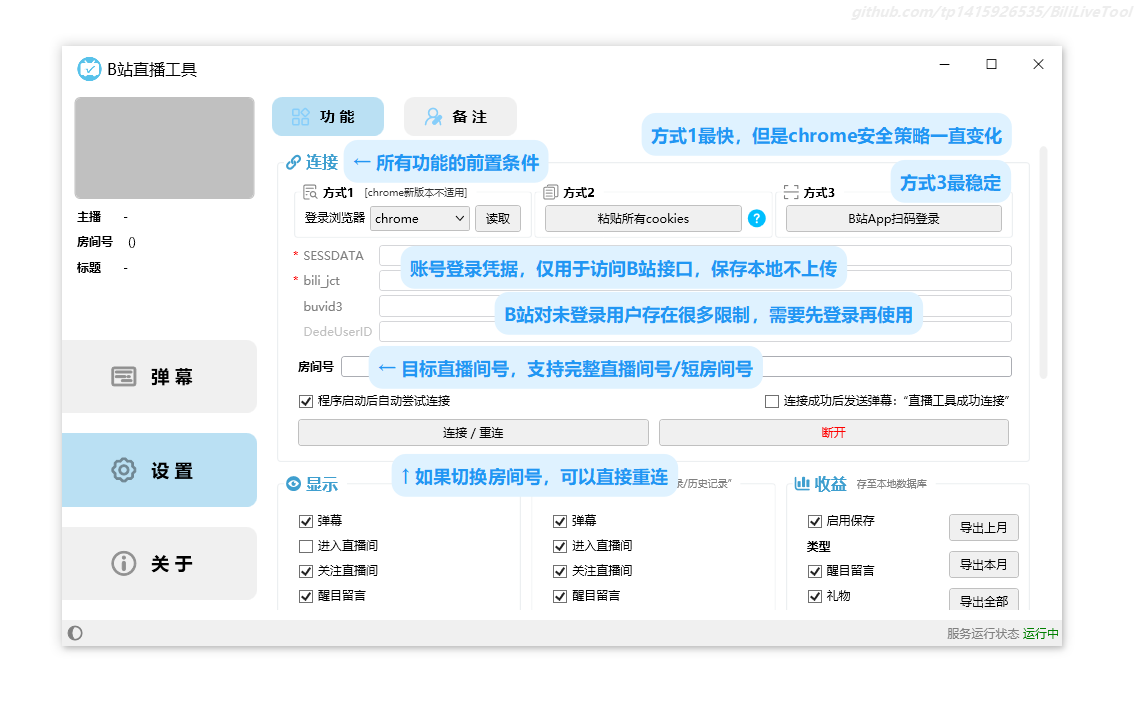 github.com/tp1415926535/BiliLiveTool
B站直播工具
功 能
备 注
方式1最快，但是chrome安全策略一直变化
连接
← 所有功能的前置条件
方式3最稳定
方式1 [chrome新版本不适用]
方式2
方式3
登录浏览器
chrome
读取
粘贴所有cookies
?
B站App扫码登录
主播 -
房间号 ()
标题 -
* SESSDATA
账号登录凭据，仅用于访问B站接口，保存本地不上传
* bili_jct
buvid3
B站对未登录用户存在很多限制，需要先登录再使用
DedeUserID
房间号
← 目标直播间号，支持完整直播间号/短房间号
程序启动后自动尝试连接
连接成功后发送弹幕：“直播工具成功连接”
连接 / 重连
断开
弹 幕
设 置
关 于
↑ 如果切换房间号，可以直接重连
显示
录/历史记录”
收益 存至本地数据库
弹幕
进入直播间
关注直播间
醒目留言
弹幕
进入直播间
关注直播间
醒目留言
启用保存
类型
醒目留言
礼物
导出上月
导出本月
导出全部
服务运行状态 运行中